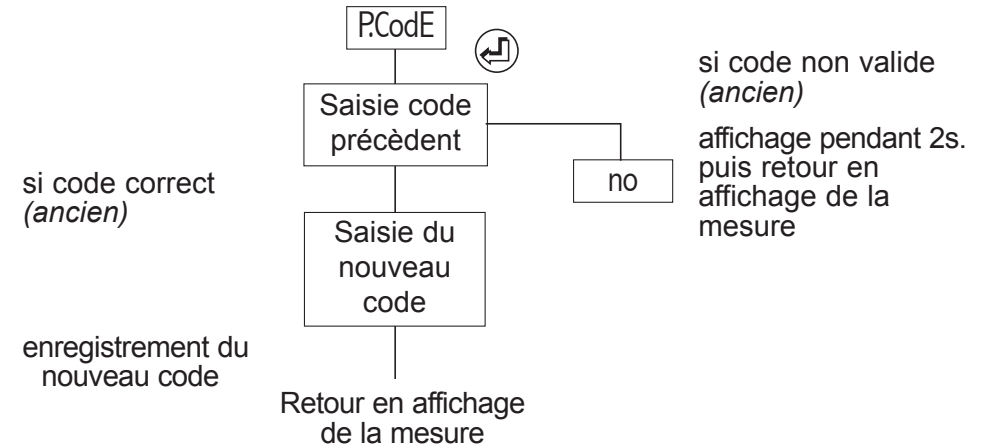 P.CodE
Saisie code
précèdent
si code non valide
(ancien)
affichage pendant 2s.
puis retour en
affichage de la
mesure
no
si code correct
(ancien)
Saisie du
nouveau
code
enregistrement du
nouveau code
Retour en affichage
de la mesure